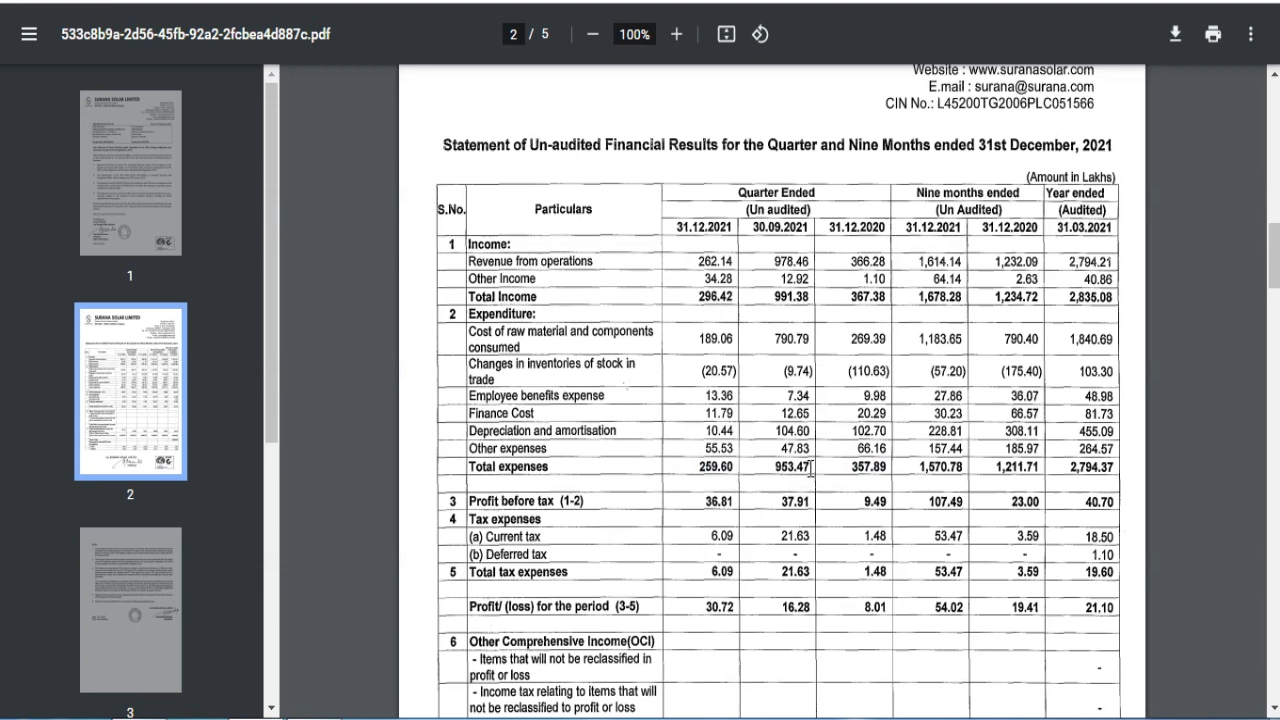 533c8b9a-2d56-45fb-92a2-2fcbea4d887c.pdf
2 / 5
100%
SURANA SOLAR LIMITED
1
SURANA SOLAR LIMITED
2
3
Website : www.suranasolar.com
E.mail : surana@surana.com
CIN No.: L45200TG2006PLC051566
Statement of Un-audited Financial Results for the Quarter and Nine Months ended 31st December, 2021
(Amount in Lakhs)
S.No. Particulars Quarter Ended Nine months ended Year ended
(Un audited) (Un Audited) (Audited)
31.12.2021 30.09.2021 31.12.2020 31.12.2021 31.12.2020 31.03.2021
1 Income:
Revenue from operations 262.14 978.46 366.28 1,614.14 1,232.09 2,794.21
Other Income 34.28 12.92 1.10 64.14 2.63 40.86
Total Income 296.42 991.38 367.38 1,678.28 1,234.72 2,835.08
2 Expenditure:
Cost of raw material and components
consumed 189.06 790.79 269.39 1,183.65 790.40 1,840.69
Changes in inventories of stock in
trade (20.57) (9.74) (110.63) (57.20) (175.40) 103.30
Employee benefits expense 13.36 7.34 9.98 27.86 36.07 48.98
Finance Cost 11.79 12.65 20.29 30.23 66.57 81.73
Depreciation and amortisation 10.44 104.60 102.70 228.81 308.11 455.09
Other expenses 55.53 47.83 66.16 157.44 185.97 264.57
Total expenses 259.60 953.47 357.89 1,570.78 1,211.71 2,794.37
3 Profit before tax (1-2) 36.81 37.91 9.49 107.49 23.00 40.70
4 Tax expenses
(a) Current tax 6.09 21.63 1.48 53.47 3.59 18.50
(b) Deferred tax - - - - - 1.10
5 Total tax expenses 6.09 21.63 1.48 53.47 3.59 19.60
Profit/ (loss) for the period (3-5) 30.72 16.28 8.01 54.02 19.41 21.10
6 Other Comprehensive Income(OCI)
- Items that will not be reclassified in
profit or loss -
- Income tax relating to items that will
not be reclassified to profit or loss -